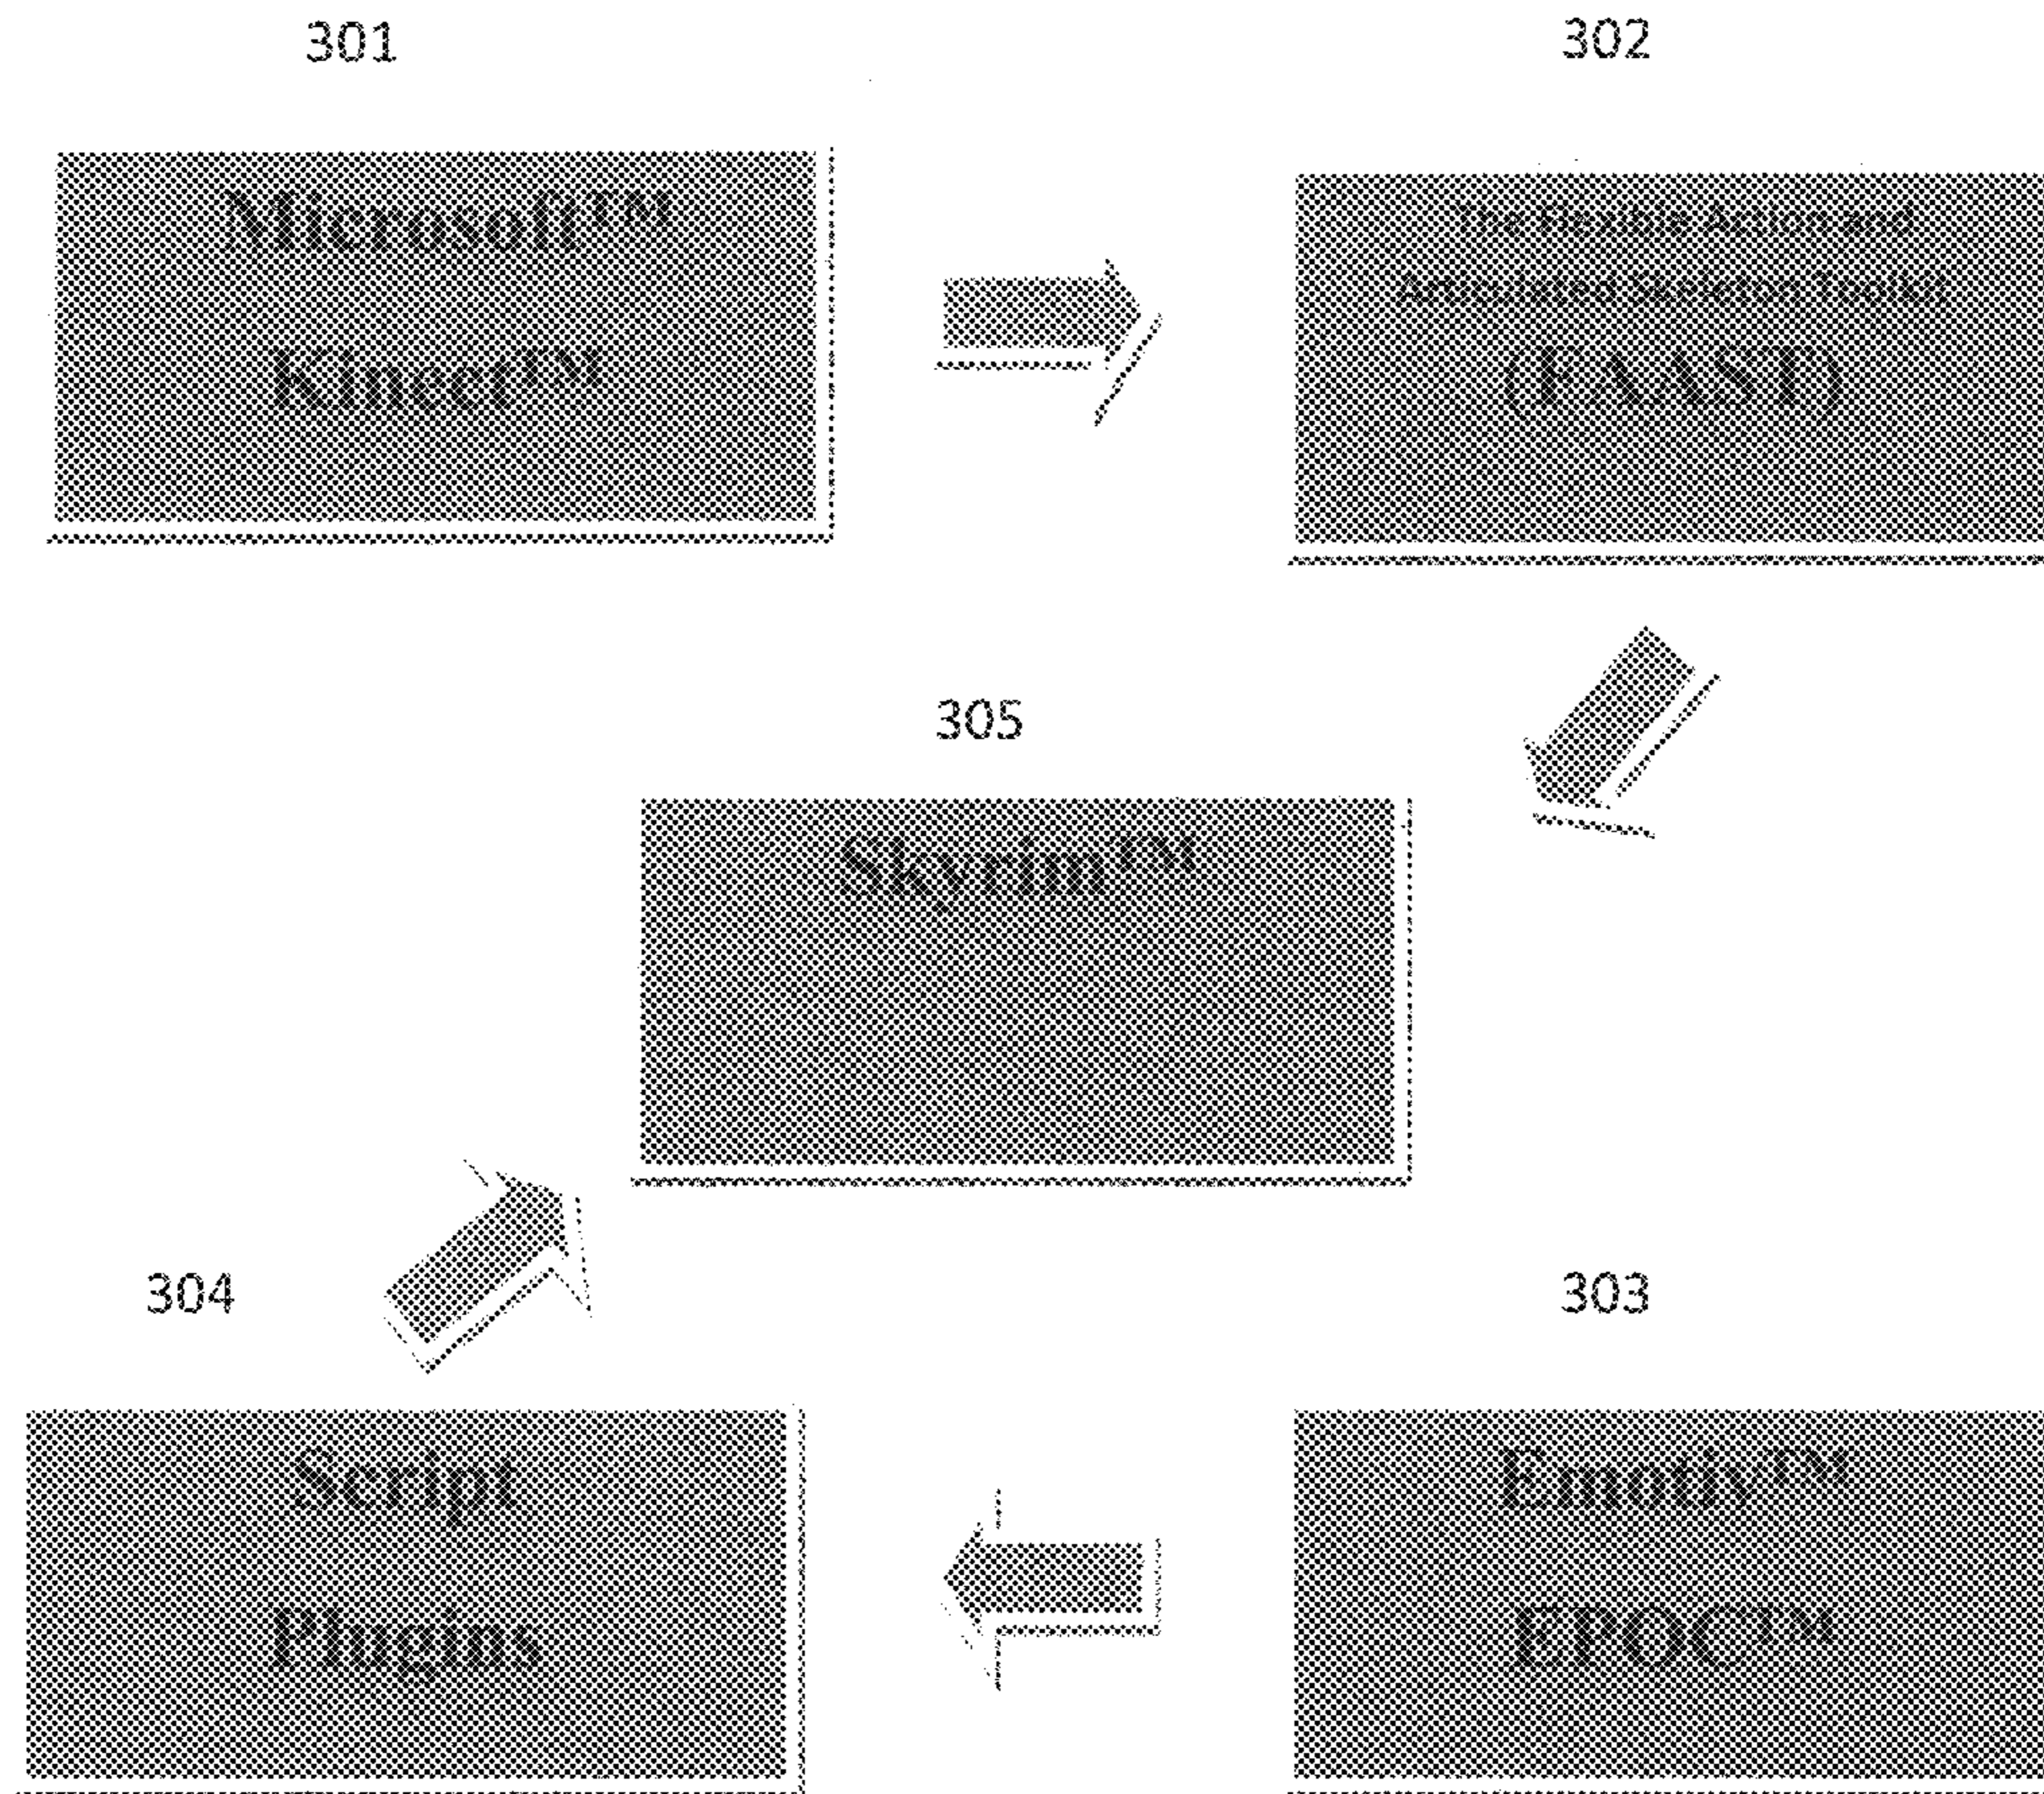 301
302
Microsoft™
Kinect™
The Flexible Action and
Articulated Skeleton Toolkit
(FAAST)
305
Skyrim™
304
303
Script
Plugins
Emotiv™
EPOC™